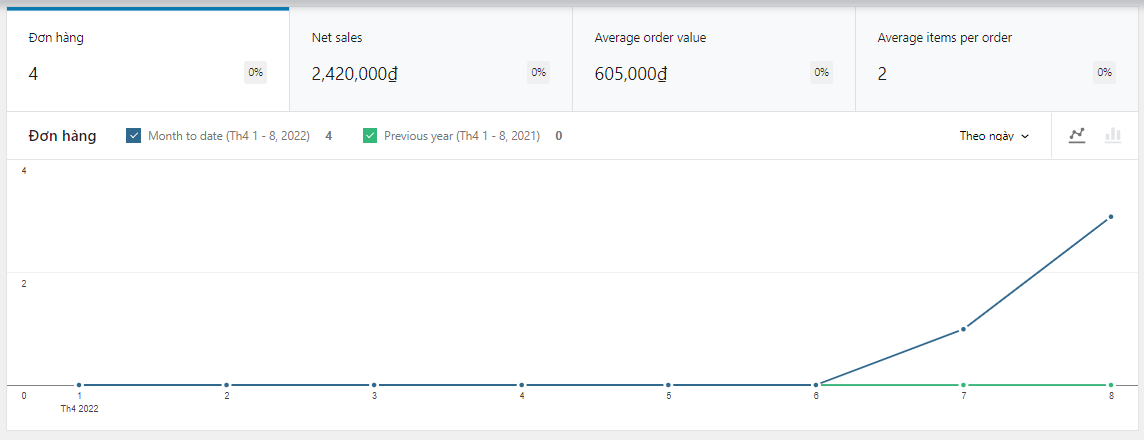 Đơn hàng
4 0%
Net sales
2,420,000₫ 0%
Average order value
605,000₫ 0%
Average items per order
2 0%
Đơn hàng Month to date (Th4 1 - 8, 2022) 4 Previous year (Th4 1 - 8, 2021) 0 Theo ngày
4
2
0 1 2 3 4 5 6 7 8
Th4 2022